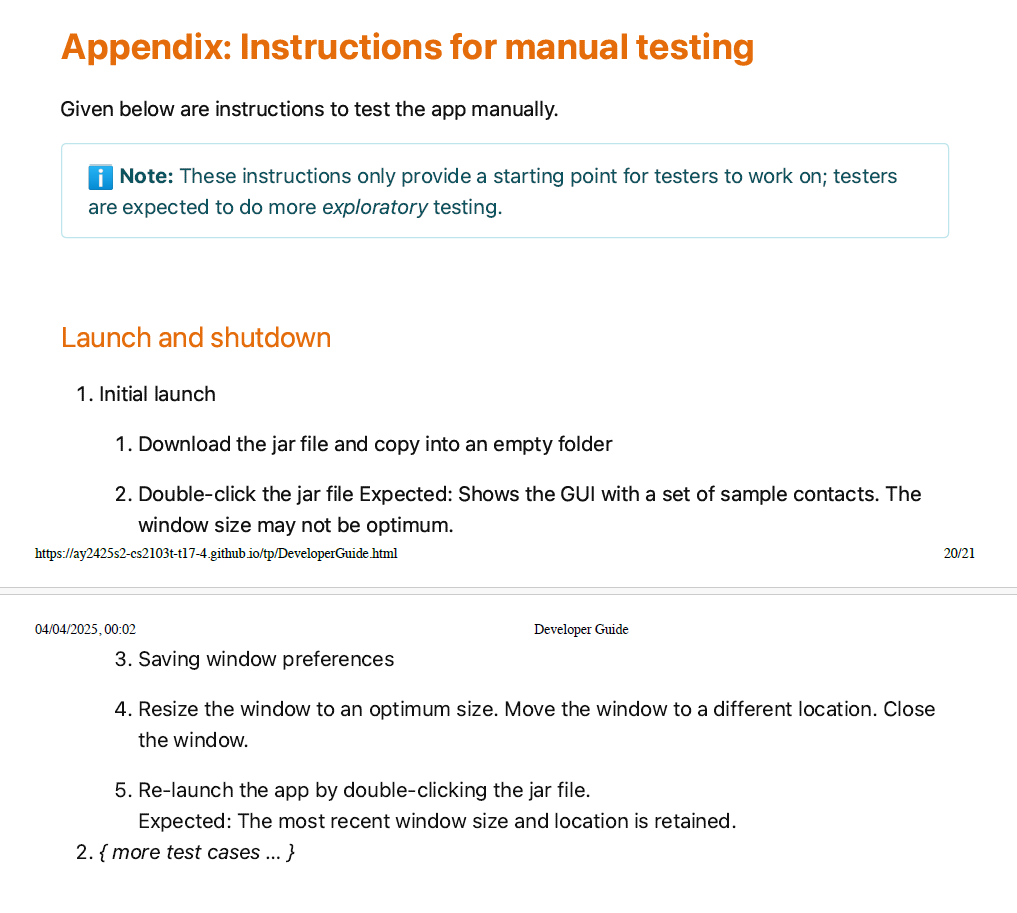 Appendix: Instructions for manual testing
Given below are instructions to test the app manually.
ℹ️ Note: These instructions only provide a starting point for testers to work on; testers
are expected to do more exploratory testing.
Launch and shutdown
1. Initial launch
1. Download the jar file and copy into an empty folder
2. Double-click the jar file Expected: Shows the GUI with a set of sample contacts. The
window size may not be optimum.
https://ay2425s2-cs2103t-t17-4.github.io/tp/DeveloperGuide.html 20/21
04/04/2025, 00:02 Developer Guide
3. Saving window preferences
4. Resize the window to an optimum size. Move the window to a different location. Close
the window.
5. Re-launch the app by double-clicking the jar file.
Expected: The most recent window size and location is retained.
2. { more test cases … }